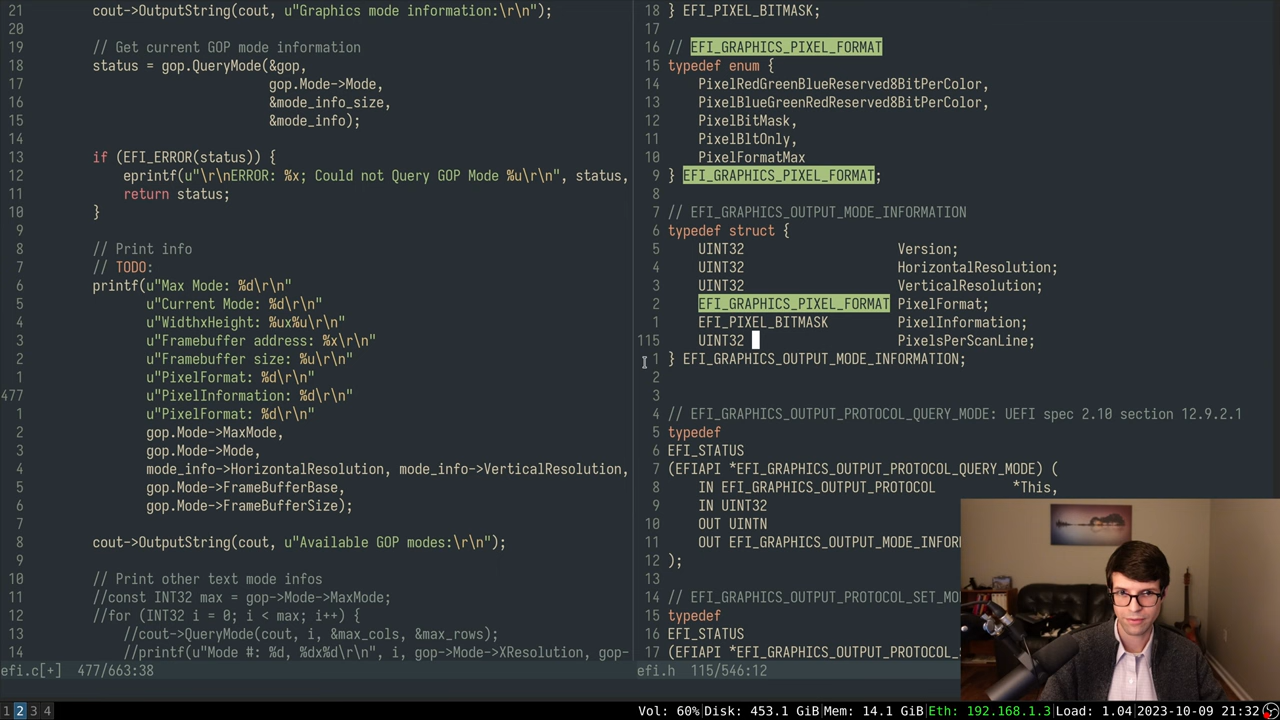 21 cout->OutputString(cout, u"Graphics mode information:\r\n");
20
19 // Get current GOP mode information
18 status = gop.QueryMode(&gop,
17 gop.Mode->Mode,
16 &mode_info_size,
15 &mode_info);
14
13 if (EFI_ERROR(status)) {
12 eprintf(u"\r\nERROR: %x; Could not Query GOP Mode %u\r\n", status,
11 return status;
10 }
9
8 // Print info
7 // TODO:
6 printf(u"Max Mode: %d\r\n"
5 u"Current Mode: %d\r\n"
4 u"WidthxHeight: %ux%u\r\n"
3 u"Framebuffer address: %x\r\n"
2 u"Framebuffer size: %u\r\n"
1 u"PixelFormat: %d\r\n"
477 u"PixelInformation: %d\r\n"
1 u"PixelFormat: %d\r\n"
2 gop.Mode->MaxMode,
3 gop.Mode->Mode,
4 mode_info->HorizontalResolution, mode_info->VerticalResolution,
5 gop.Mode->FrameBufferBase,
6 gop.Mode->FrameBufferSize);
7
8 cout->OutputString(cout, u"Available GOP modes:\r\n");
9
10 // Print other text mode infos
11 //const INT32 max = gop->Mode->MaxMode;
12 //for (INT32 i = 0; i < max; i++) {
13 //cout->QueryMode(cout, i, &max_cols, &max_rows);
14 //printf(u"Mode #: %d, %dx%d\r\n", i, gop->Mode->XResolution, gop-
efi.c[+] 477/663:38
18 } EFI_PIXEL_BITMASK;
17
16 // EFI_GRAPHICS_PIXEL_FORMAT
15 typedef enum {
14 PixelRedGreenBlueReserved8BitPerColor,
13 PixelBlueGreenRedReserved8BitPerColor,
12 PixelBitMask,
11 PixelBltOnly,
10 PixelFormatMax
9 } EFI_GRAPHICS_PIXEL_FORMAT;
8
7 // EFI_GRAPHICS_OUTPUT_MODE_INFORMATION
6 typedef struct {
5 UINT32 Version;
4 UINT32 HorizontalResolution;
3 UINT32 VerticalResolution;
2 EFI_GRAPHICS_PIXEL_FORMAT PixelFormat;
1 EFI_PIXEL_BITMASK PixelInformation;
115 UINT32 PixelsPerScanLine;
1 } EFI_GRAPHICS_OUTPUT_MODE_INFORMATION;
2
3
4 // EFI_GRAPHICS_OUTPUT_PROTOCOL_QUERY_MODE: UEFI spec 2.10 section 12.9.2.1
5 typedef
6 EFI_STATUS
7 (EFIAPI *EFI_GRAPHICS_OUTPUT_PROTOCOL_QUERY_MODE) (
8 IN EFI_GRAPHICS_OUTPUT_PROTOCOL *This,
9 IN UINT32
10 OUT UINTN
11 OUT EFI_GRAPHICS_OUTPUT_MODE_INFOR
12 );
13
14 // EFI_GRAPHICS_OUTPUT_PROTOCOL_SET_MO
15 typedef
16 EFI_STATUS
17 (EFIAPI *EFI_GRAPHICS_OUTPUT_PROTOCOL_
efi.h 115/546:12
1 2 3 4 Vol: 60% Disk: 453.1 GiB Mem: 14.1 GiB Eth: 192.168.1.3 Load: 1.04 2023-10-09 21:32